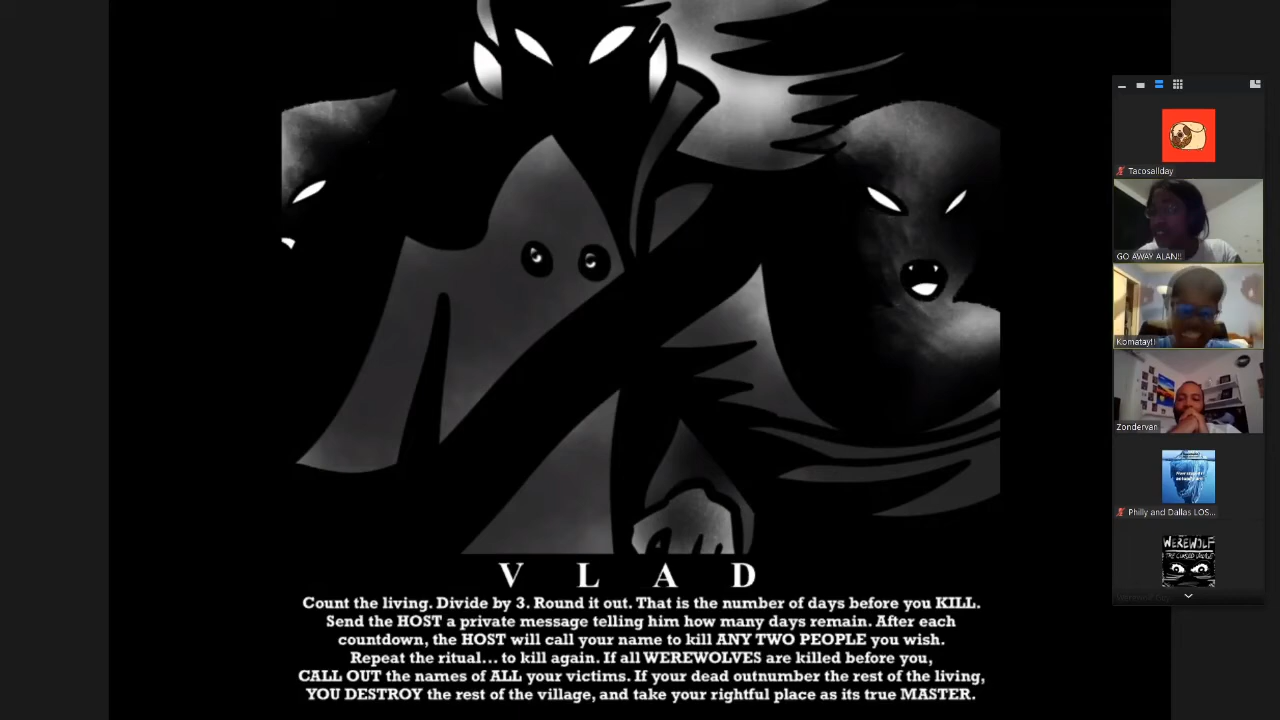 Tacosallday
GO AWAY ALAN!!
Komatay!!
Zondervan
Philly and Dallas LOS...
WEREWOLF
THE CURSED VILLAGE
V L A D
Count the living. Divide by 3. Round it out. That is the number of days before you KILL.
Send the HOST a private message telling him how many days remain. After each
countdown, the HOST will call your name to kill ANY TWO PEOPLE you wish.
Repeat the ritual... to kill again. If all WEREWOLVES are killed before you,
CALL OUT the names of ALL your victims. If your dead outnumber the rest of the living,
YOU DESTROY the rest of the village, and take your rightful place as its true MASTER.